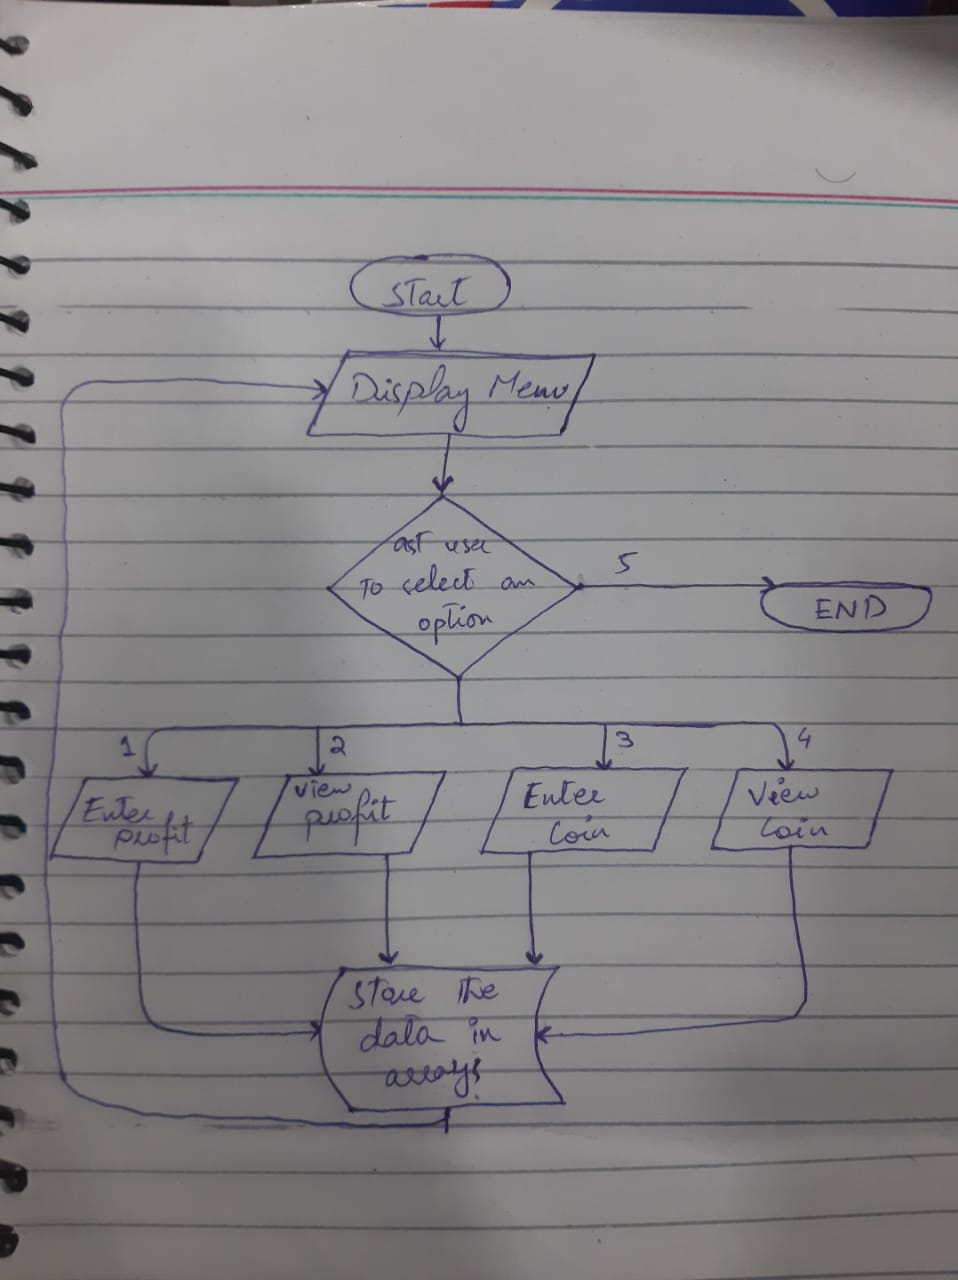 Start
Display Menu
ast user
To select an
option
5
END
1
2
3
4
Enter
profit
view
profit
Enter
Coin
View
Coin
Store the
data in
arrays